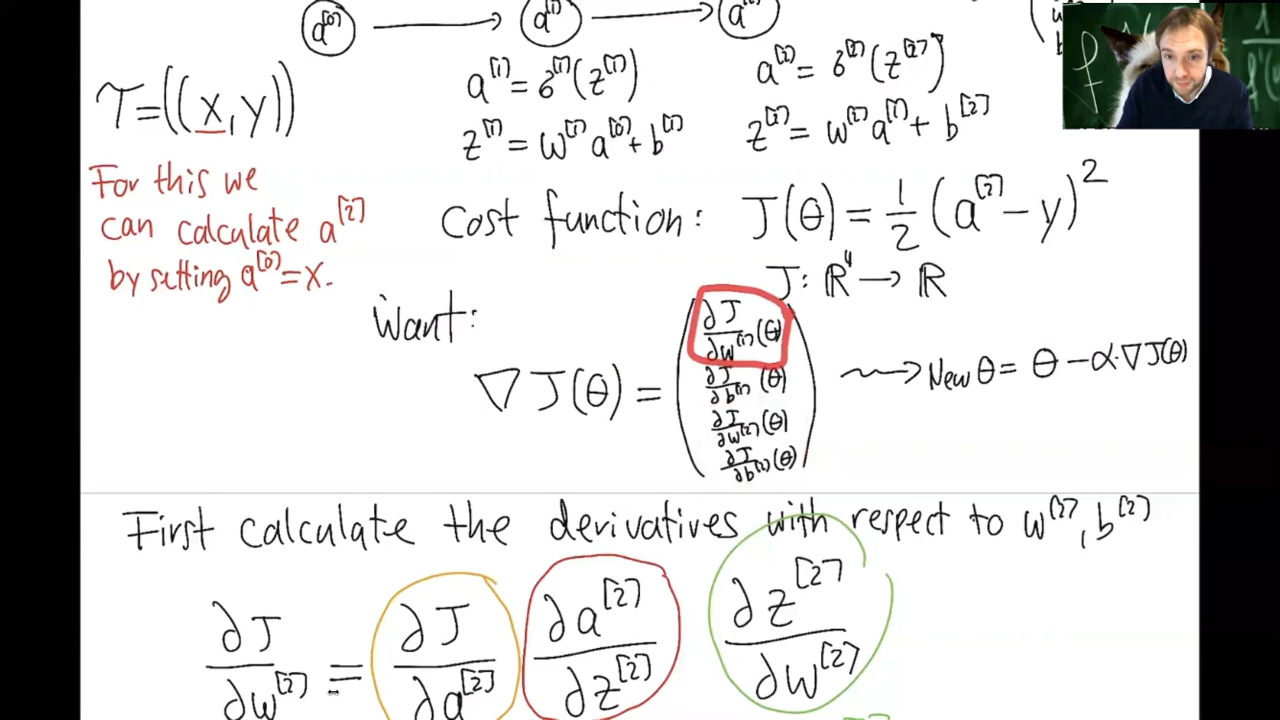 a^[0] → a^[1] → a^[2]
a^[1] = σ^[1](z^[1])
a^[2] = σ^[2](z^[2])
T = ((x, y))
z^[1] = w^[1] a^[0] + b^[1]
z^[2] = w^[2] a^[1] + b^[2]
For this we
can calculate a^[2]
by setting a^[0] = x.
Cost function: J(θ) = 1/2 (a^[2] − y)^2
J: ℝ^4 → ℝ
Want:
∇J(θ) =
∂J/∂w^[1] (θ)
∂J/∂b^[1] (θ)
∂J/∂w^[2] (θ)
∂J/∂b^[2] (θ)
⇝ New θ = θ − α·∇J(θ)
First calculate the derivatives with respect to w^[2], b^[2]
∂J/∂w^[2] = ∂J/∂a^[2] ∂a^[2]/∂z^[2] ∂z^[2]/∂w^[2]